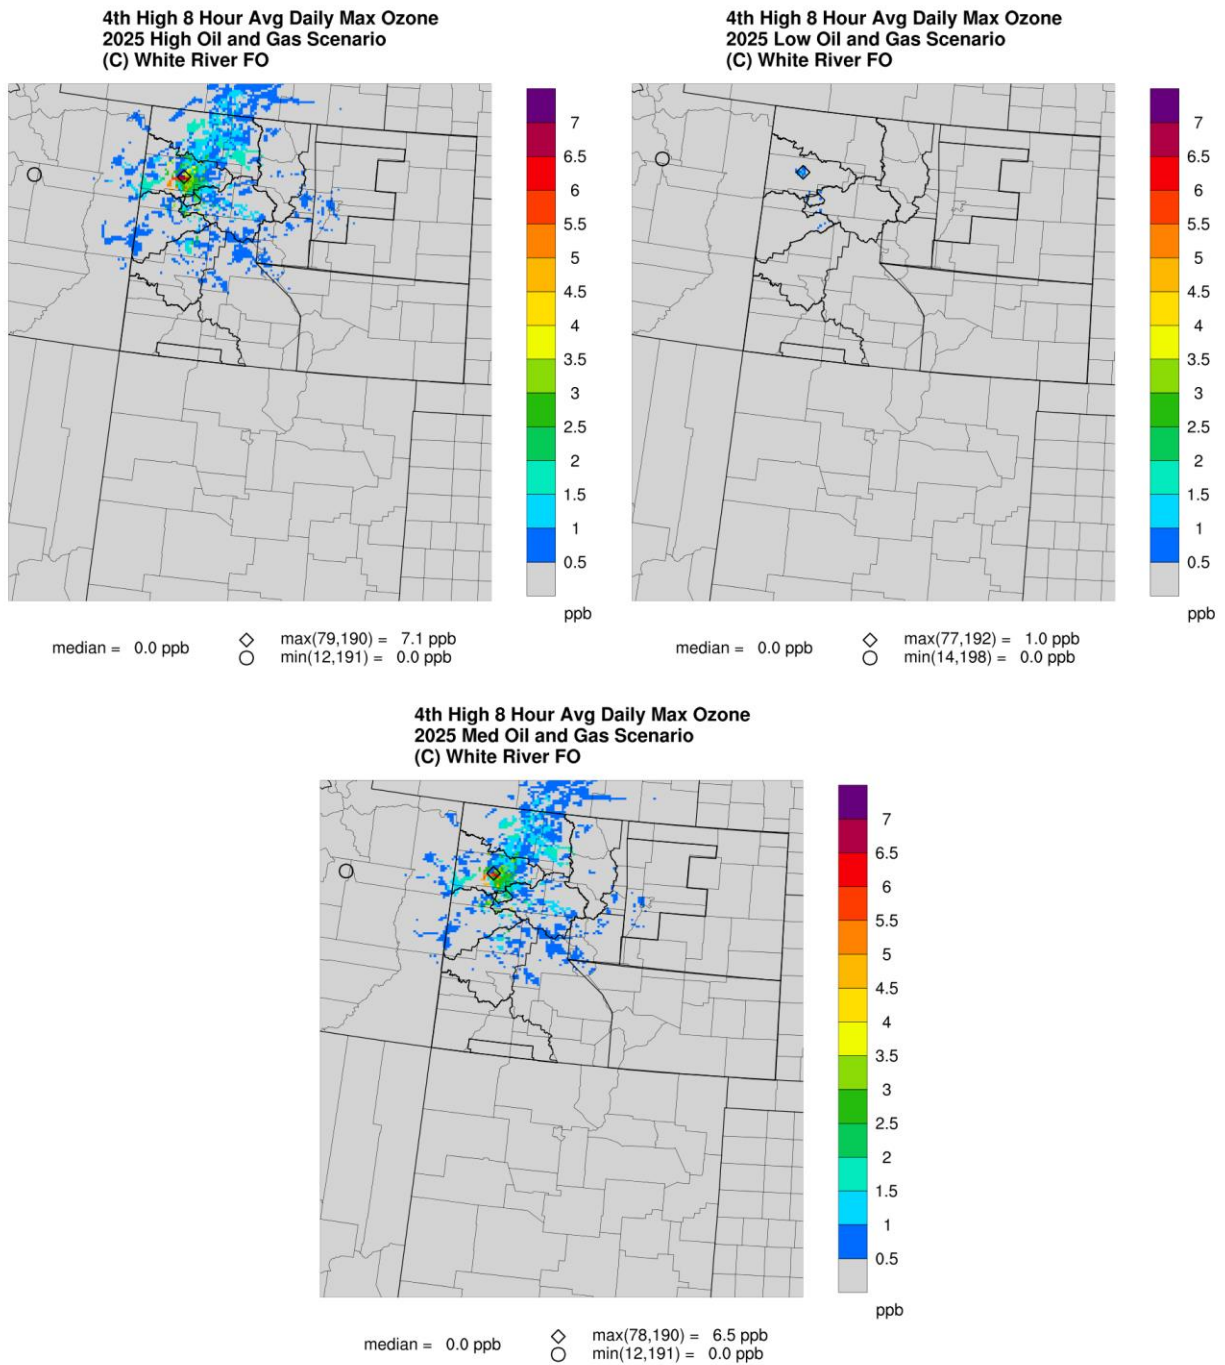 4th High 8 Hour Avg Daily Max Ozone
2025 High Oil and Gas Scenario
(C) White River FO
7
6.5
6
5.5
5
4.5
4
3.5
3
2.5
2
1.5
1
0.5
ppb
median = 0.0 ppb
max(79,190) = 7.1 ppb
min(12,191) = 0.0 ppb
4th High 8 Hour Avg Daily Max Ozone
2025 Low Oil and Gas Scenario
(C) White River FO
7
6.5
6
5.5
5
4.5
4
3.5
3
2.5
2
1.5
1
0.5
ppb
median = 0.0 ppb
max(77,192) = 1.0 ppb
min(14,198) = 0.0 ppb
4th High 8 Hour Avg Daily Max Ozone
2025 Med Oil and Gas Scenario
(C) White River FO
7
6.5
6
5.5
5
4.5
4
3.5
3
2.5
2
1.5
1
0.5
ppb
median = 0.0 ppb
max(78,190) = 6.5 ppb
min(12,191) = 0.0 ppb